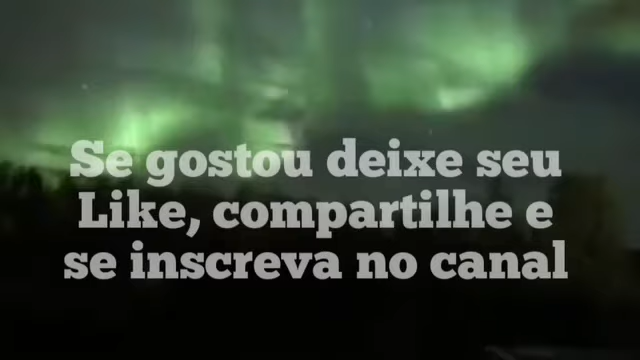 Se gostou deixe seu
Like, compartilhe e
se inscreva no canal